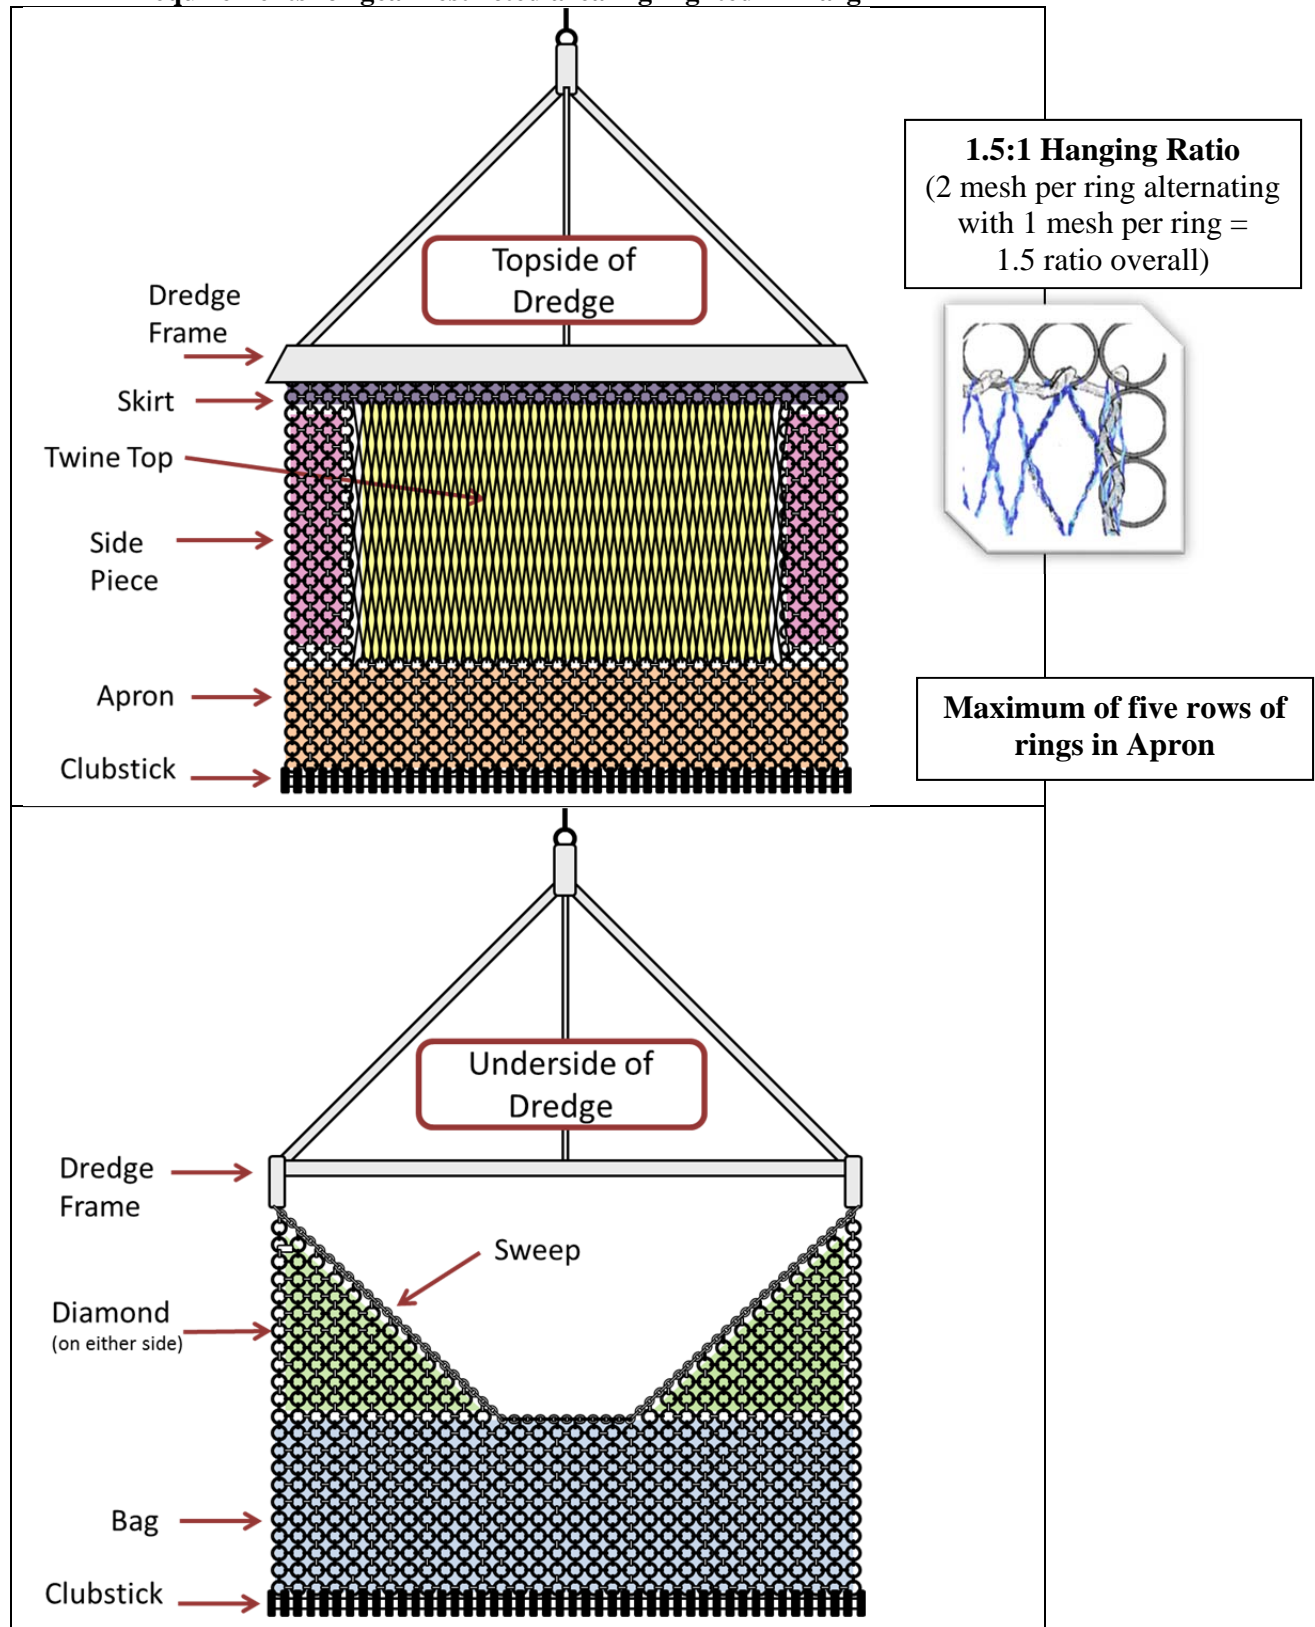 Topside of
Dredge
Dredge
Frame
Skirt
Twine Top
Side
Piece
Apron
Clubstick
1.5:1 Hanging Ratio
(2 mesh per ring alternating
with 1 mesh per ring =
1.5 ratio overall)
Maximum of five rows of
rings in Apron
Underside of
Dredge
Dredge
Frame
Sweep
Diamond
(on either side)
Bag
Clubstick